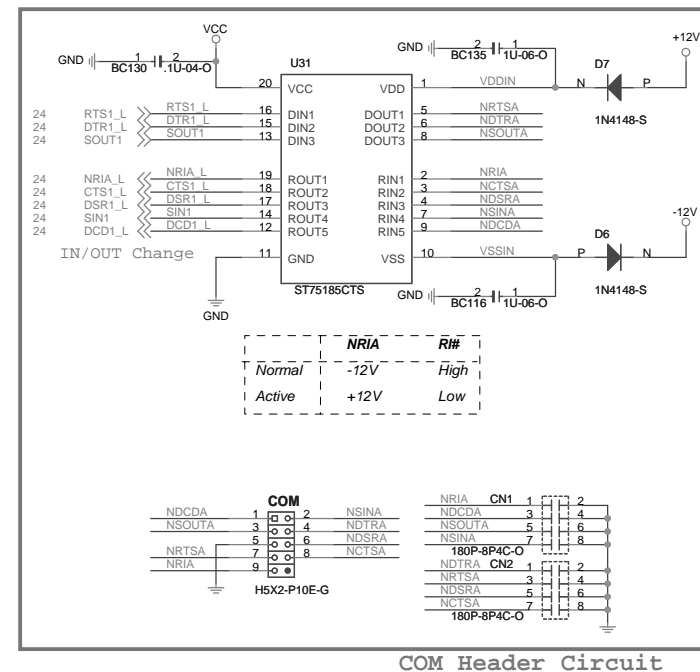 VCC
+12V
GND 1 2 BC130 .1U-04-O
GND 2 1 BC135 1U-06-O
U31
D7
N P
1N4148-S
20 VCC VDD 1 VDDIN
24 RTS1_L RTS1_L 16 DIN1 DOUT1 5 NRTSA
24 DTR1_L DTR1_L 15 DIN2 DOUT2 6 NDTRA
24 SOUT1 SOUT1 13 DIN3 DOUT3 8 NSOUTA
24 NRIA_L NRIA_L 19 ROUT1 RIN1 2 NRIA
24 CTS1_L CTS1_L 18 ROUT2 RIN2 3 NCTSA
24 DSR1_L DSR1_L 17 ROUT3 RIN3 4 NDSRA
24 SIN1 SIN1 14 ROUT4 RIN4 7 NSINA
24 DCD1_L DCD1_L 12 ROUT5 RIN5 9 NDCDA
-12V
IN/OUT Change
11 GND VSS 10 VSSIN
D6
P N
1N4148-S
ST75185CTS
GND
GND 2 1 BC116 1U-06-O
NRIA RI#
Normal -12V High
Active +12V Low
COM
NDCDA 1 2 NSINA
NSOUTA 3 4 NDTRA
5 6 NDSRA
NRTSA 7 8 NCTSA
NRIA 9
H5X2-P10E-G
NRIA CN1 1 2
NDCDA 3 4
NSOUTA 5 6
NSINA 7 8
180P-8P4C-O
NDTRA CN2 1 2
NRTSA 3 4
NDSRA 5 6
NCTSA 7 8
180P-8P4C-O
COM Header Circuit